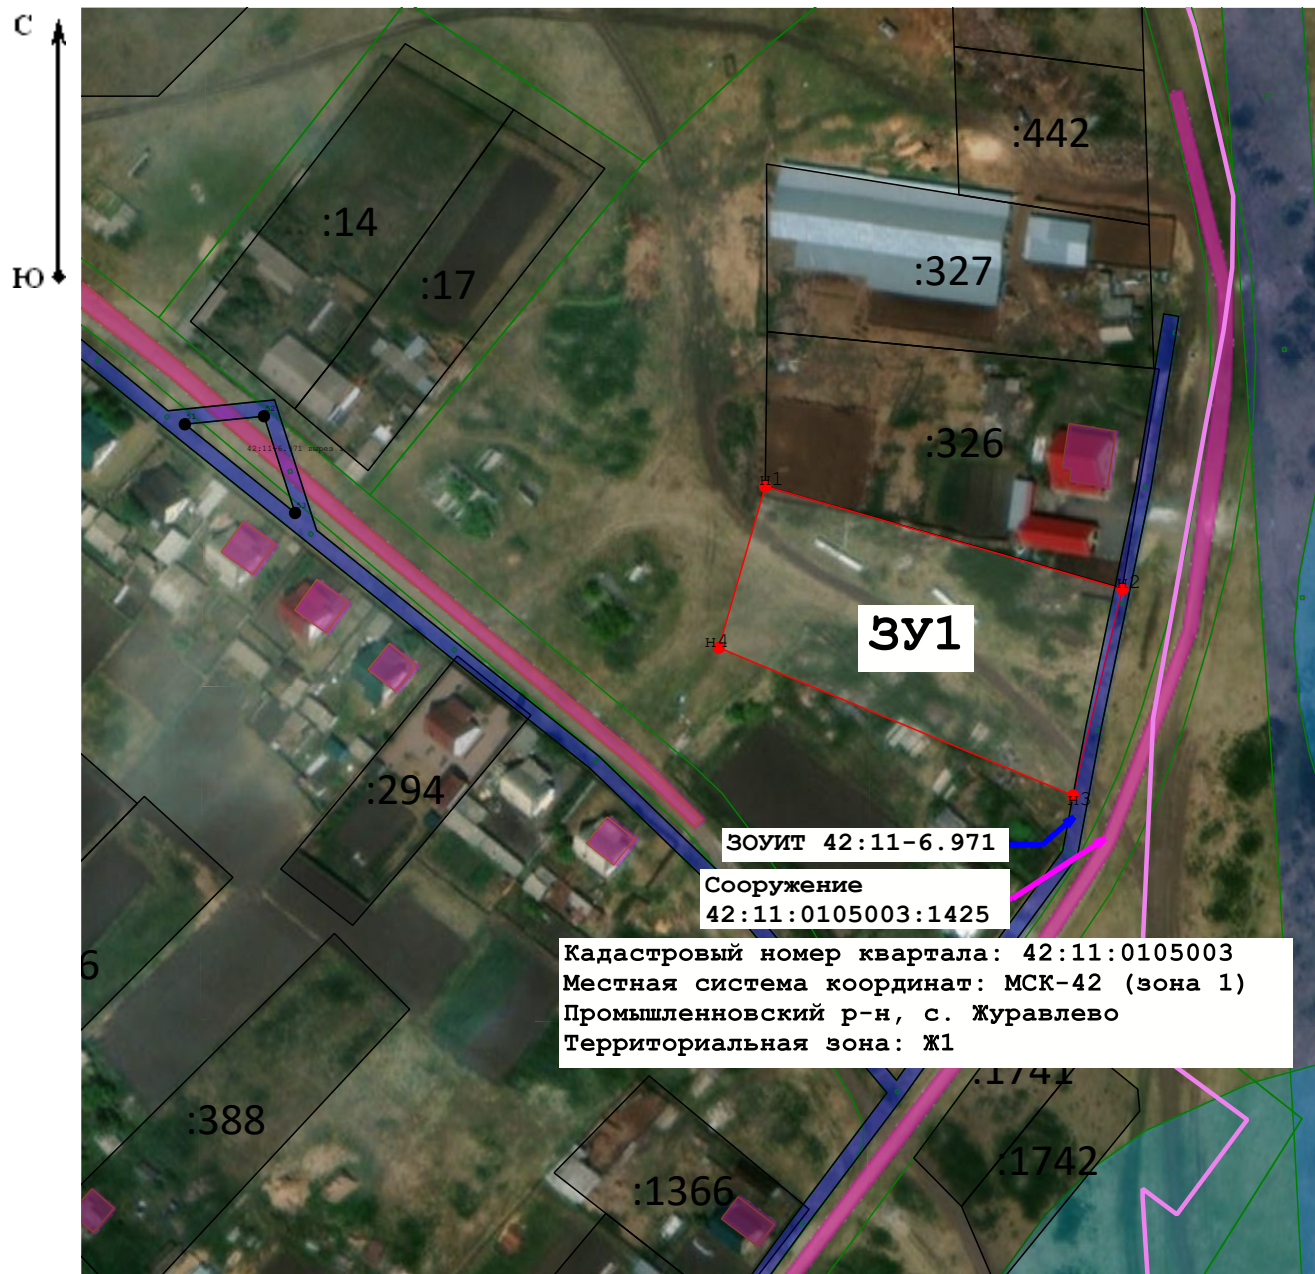 С
Ю
:442
:14
:327
:17
:326
н1
н2
ЗУ1
н4
н3
:294
ЗОУИТ 42:11-6.971
Сооружение
42:11:0105003:1425
6
Кадастровый номер квартала: 42:11:0105003
Местная система координат: МСК-42 (зона 1)
Промышленновский р-н, с. Журавлево
Территориальная зона: Ж1
:1741
:388
:1742
:1366